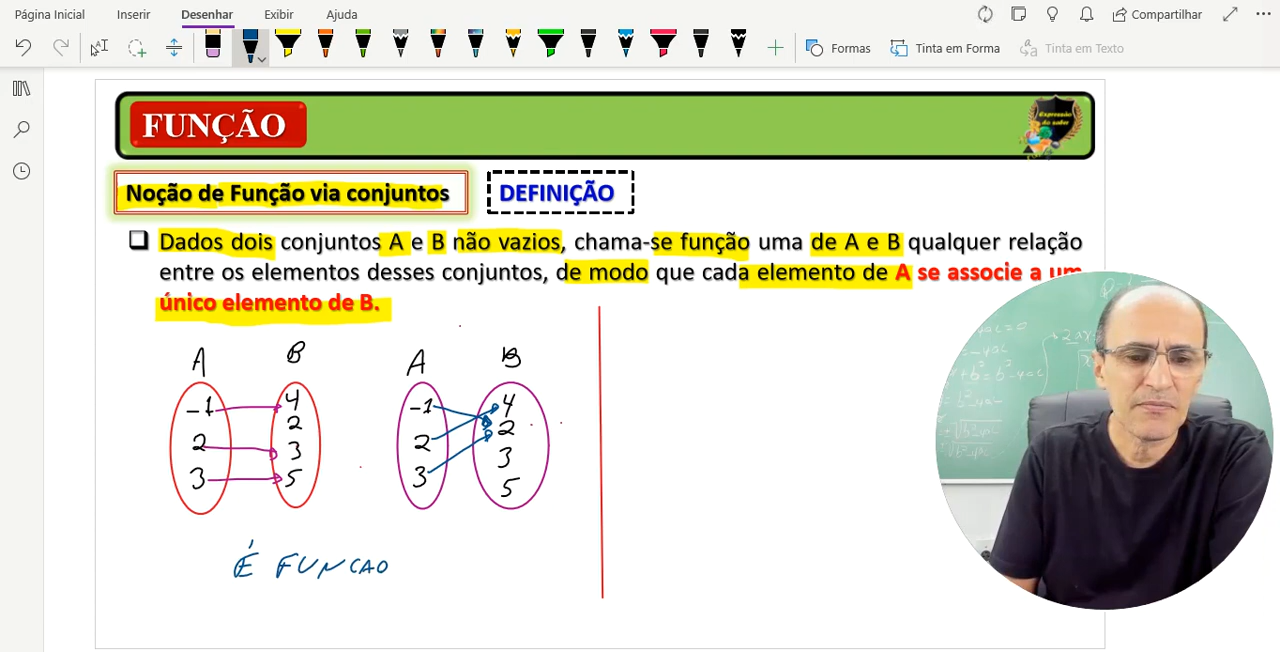 Página Inicial Inserir Desenhar Exibir Ajuda Compartilhar
Formas Tinta em Forma Tinta em Texto
FUNÇÃO
Expressão do saber
Noção de Função via conjuntos DEFINIÇÃO
Dados dois conjuntos A e B não vazios, chama-se função uma de A e B qualquer relação
entre os elementos desses conjuntos, de modo que cada elemento de A se associe a um
único elemento de B.
A B A B
-1 4 -1 4
2 2
2 3 2 3
3 5 3 5
É FUNCAO